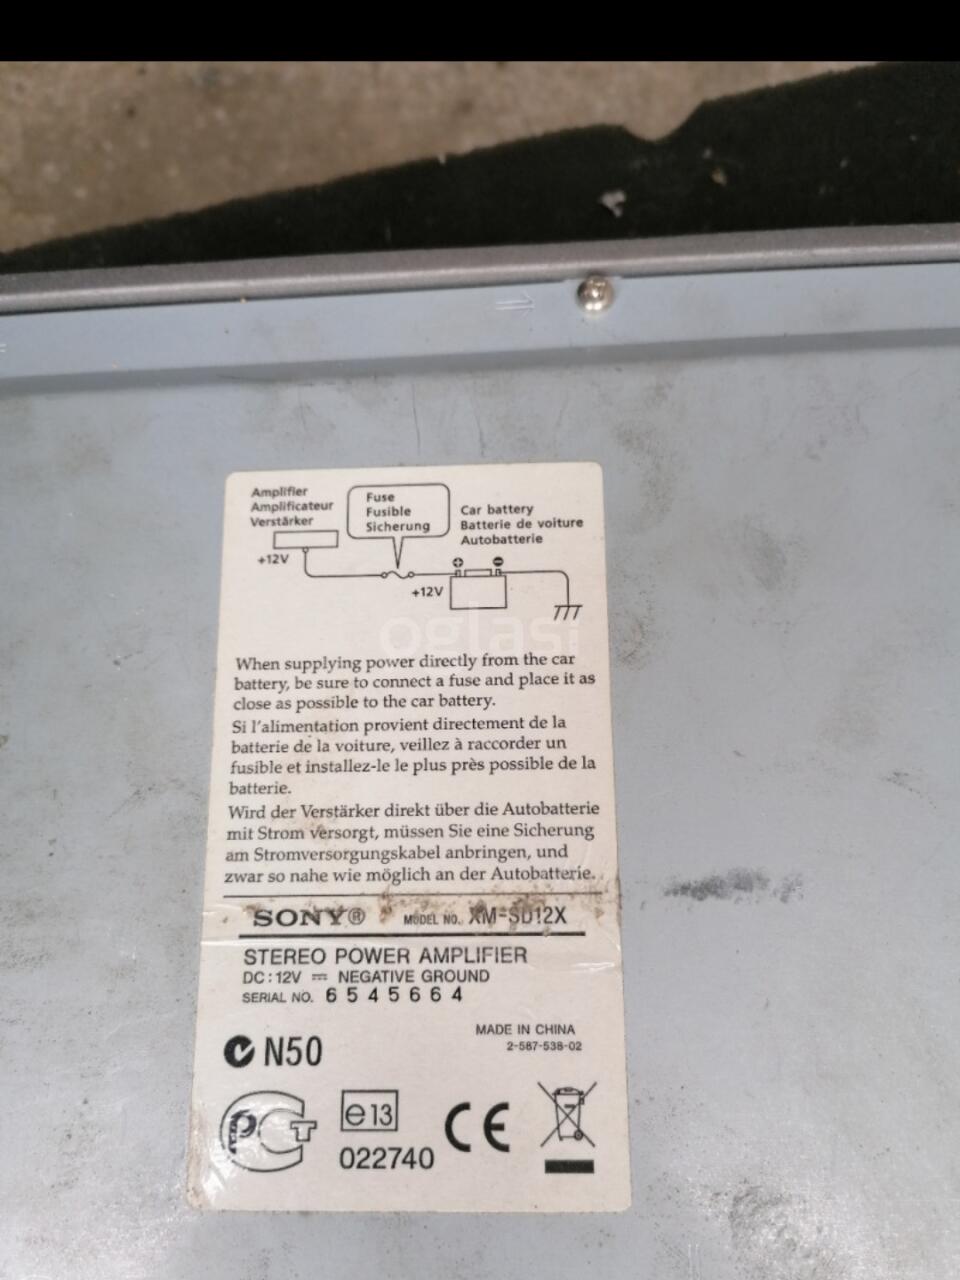 Amplifier
Amplificateur
Verstärker
+12V
Fuse
Fusible
Sicherung
Car battery
Batterie de voiture
Autobatterie
+12V
oglasi
When supplying power directly from the car
battery, be sure to connect a fuse and place it as
close as possible to the car battery.
Si l'alimentation provient directement de la
batterie de la voiture, veillez à raccorder un
fusible et installez-le le plus près possible de la
batterie.
Wird der Verstärker direkt über die Autobatterie
mit Strom versorgt, müssen Sie eine Sicherung
am Stromversorgungskabel anbringen, und
zwar so nahe wie möglich an der Autobatterie.
SONY® MODEL NO. XM-SD12X
STEREO POWER AMPLIFIER
DC: 12V ⎓ NEGATIVE GROUND
SERIAL NO. 6545664
MADE IN CHINA
2-587-538-02
N50
e13
022740
CE